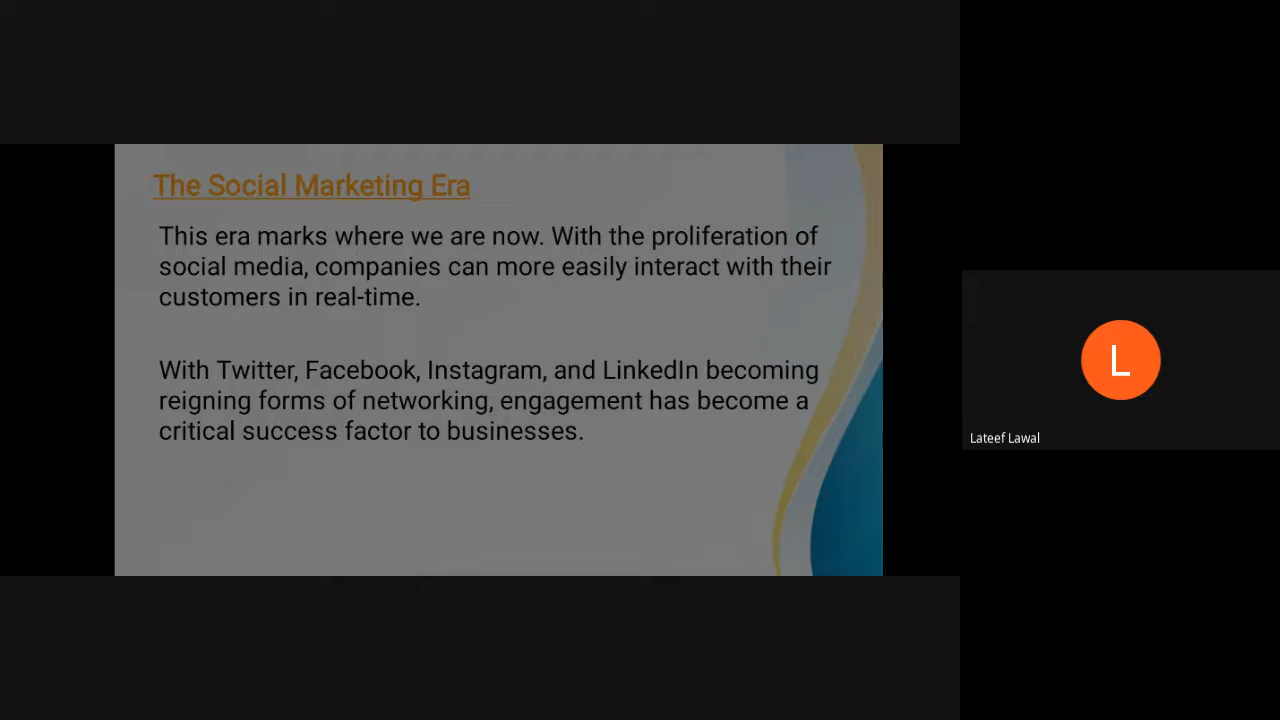 The Social Marketing Era
This era marks where we are now. With the proliferation of
social media, companies can more easily interact with their
customers in real-time.
With Twitter, Facebook, Instagram, and LinkedIn becoming
reigning forms of networking, engagement has become a
critical success factor to businesses.
L
Lateef Lawal